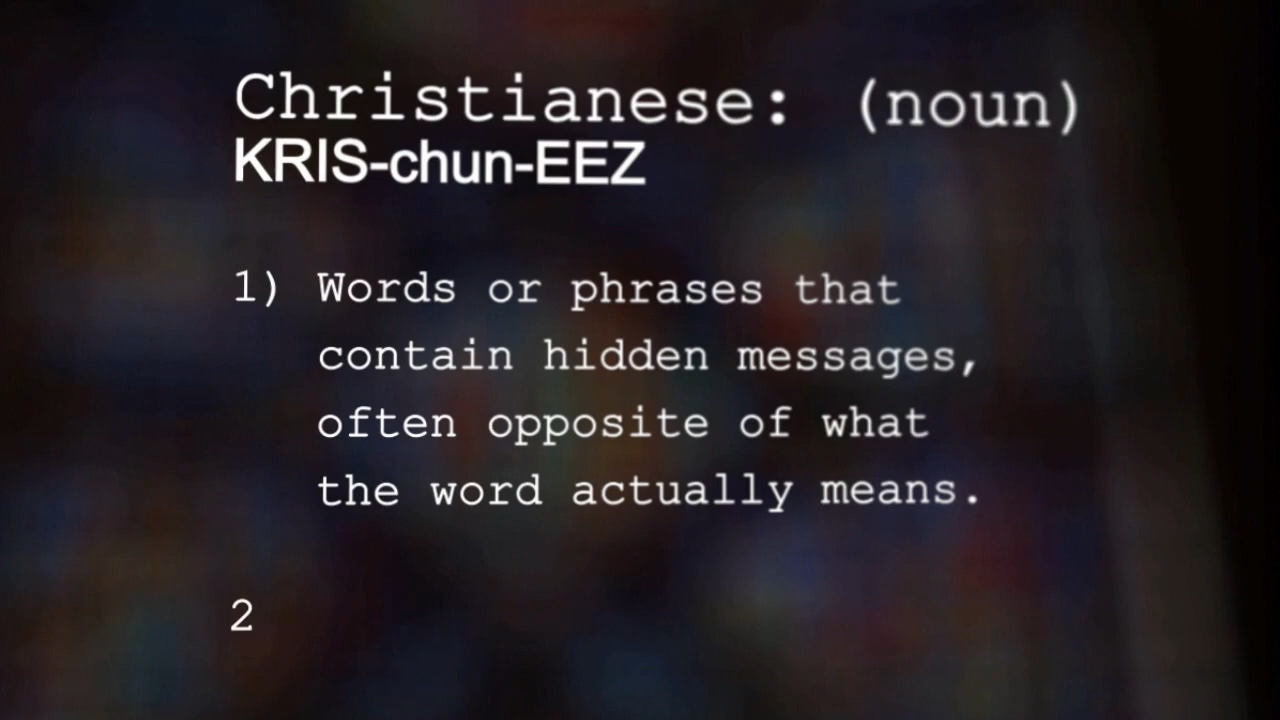 Christianese: (noun)
KRIS-chun-EEZ
1) Words or phrases that
contain hidden messages,
often opposite of what
the word actually means.
2